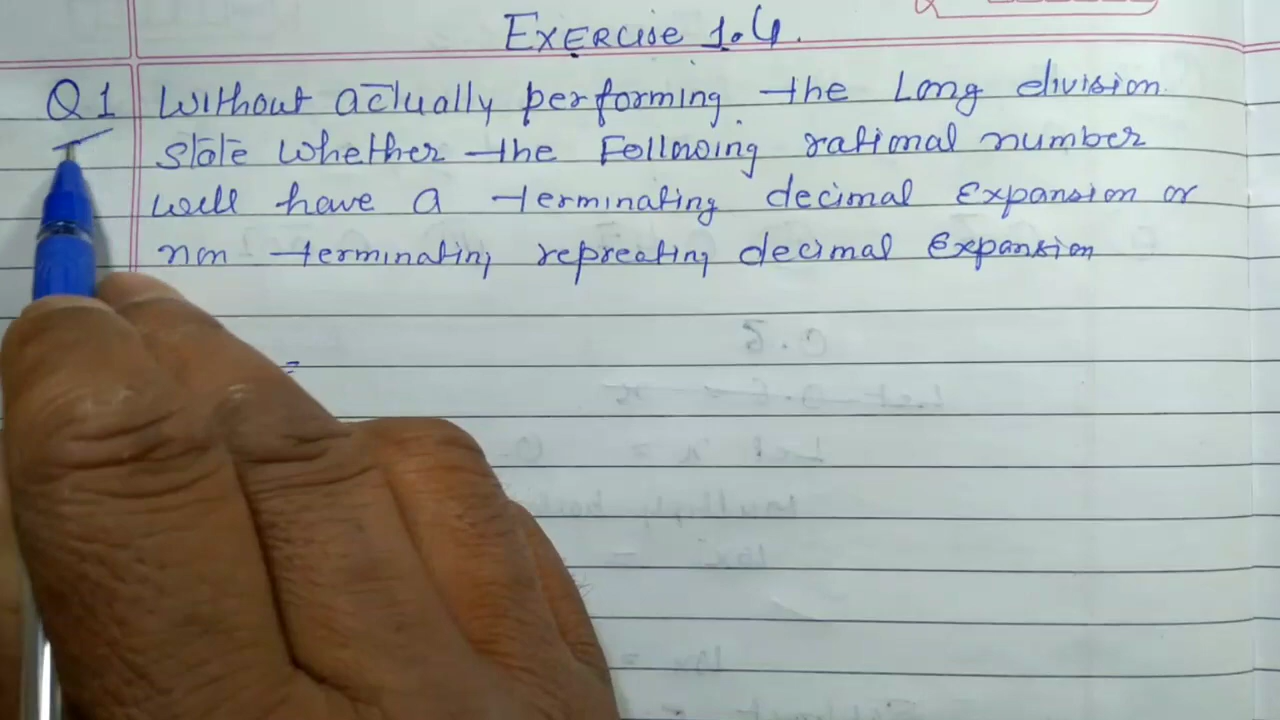 Exercise 1.4.
Q1 Without actually performing the Long division
state whether the Following rational number
will have a terminating decimal Expansion or
non terminating repreating decimal Expansion
=